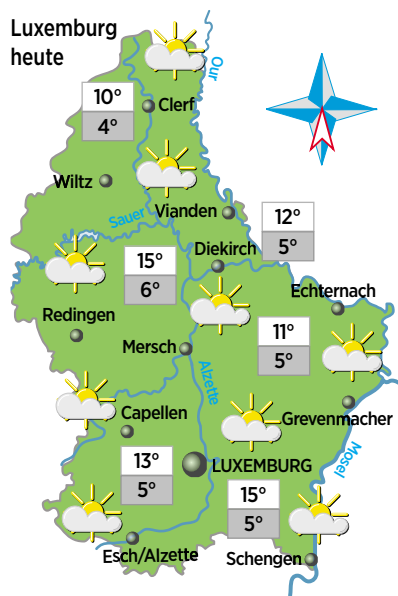 Luxemburg
heute
Our
10°
4°
Clerf
Wiltz
Vianden
Sauer
12°
5°
Diekirch
15°
6°
Echternach
Redingen
11°
5°
Mersch
Alzette
Capellen
Grevenmacher
13°
5°
LUXEMBURG
Mosel
15°
5°
Esch/Alzette
Schengen